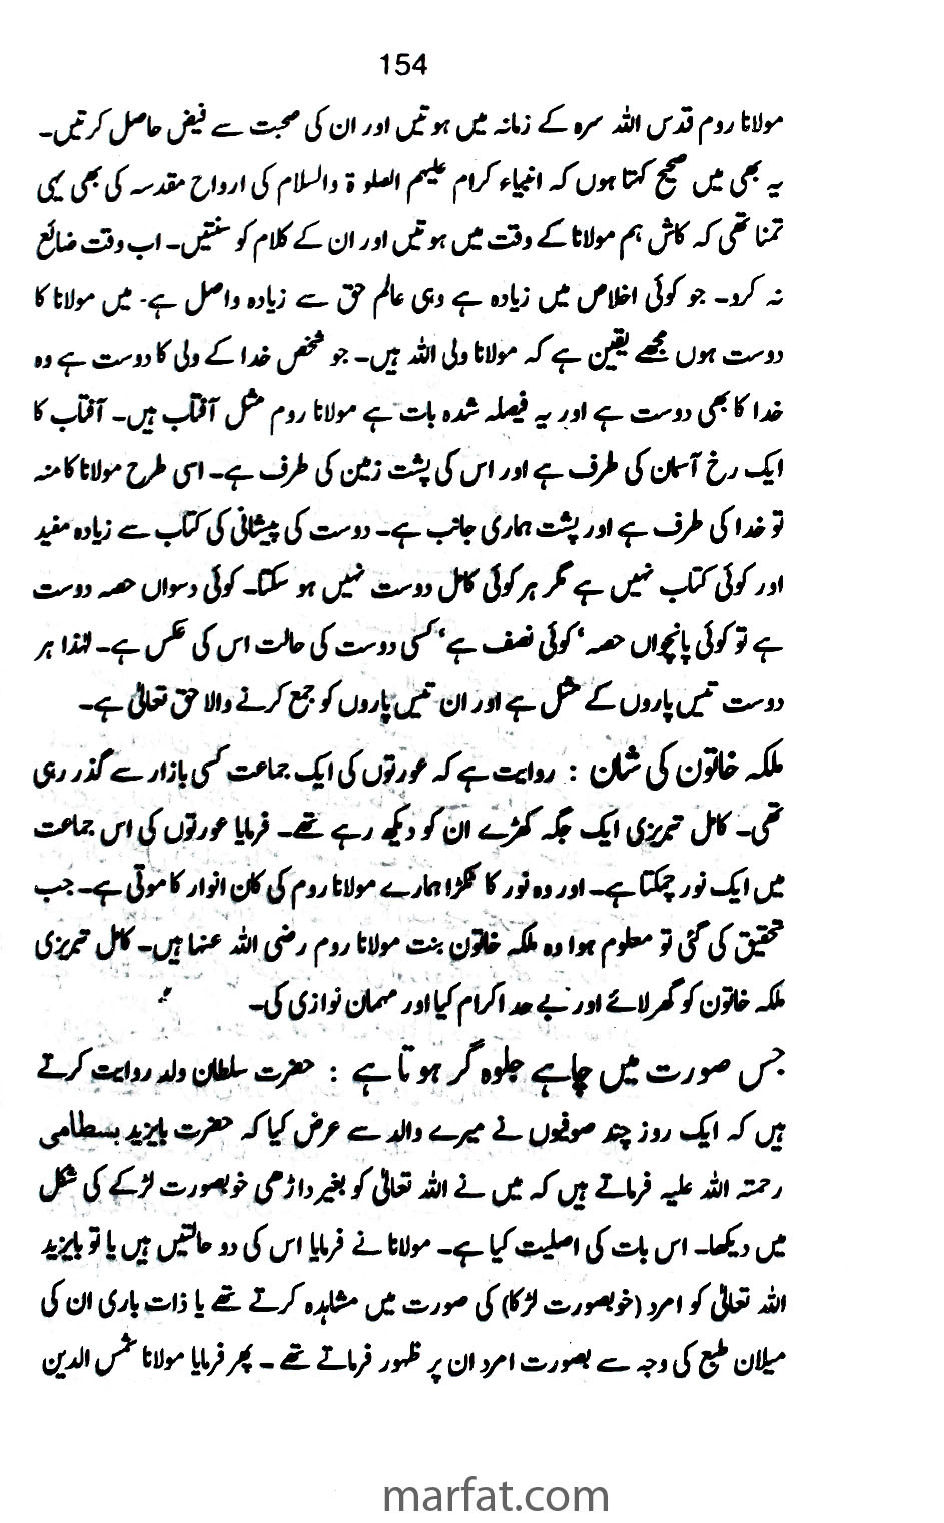 154
مولانا روم قدس اللہ سرہ کے زمانہ میں ہوتیں اور ان کی صحبت سے فیض حاصل کرتیں۔
یہ بھی میں صحیح کہتا ہوں کہ انبیاء کرام علیہم الصلوۃ والسلام کی ارواح مقدسہ کی بھی یہی
تمنا تھی کہ کاش ہم مولانا کے وقت میں ہوتیں اور ان کے کلام کو سنتیں۔ اب وقت ضائع
نہ کرو۔ جو کوئی اخلاص میں زیادہ ہے وہی عالم حق سے زیادہ واصل ہے۔ میں مولانا کا
دوست ہوں مجھے یقین ہے کہ مولانا ولی اللہ ہیں۔ جو شخص خدا کے ولی کا دوست ہے وہ
خدا کا بھی دوست ہے اور یہ فیصلہ شدہ بات ہے مولانا روم مثل آفتاب ہیں۔ آفتاب کا
ایک رخ آسمان کی طرف ہے اور اس کی پشت زمین کی طرف ہے۔ اسی طرح مولانا کا منہ
تو خدا کی طرف ہے اور پشت ہماری جانب ہے۔ دوست کی پیشانی کی کتاب سے زیادہ مفید
اور کوئی کتاب نہیں ہے مگر ہر کوئی کامل دوست نہیں ہو سکتا۔ کوئی دسواں حصہ دوست
ہے تو کوئی پانچواں حصہ ‘ کوئی نصف ہے‘ کسی دوست کی حالت اس کی عکس ہے۔ لہٰذا ہر
دوست تیس پاروں کے مثل ہے اور ان تیس پاروں کو جمع کرنے والا حق تعالیٰ ہے۔
ملکہ خاتون کی شان : روایت ہے کہ عورتوں کی ایک جماعت کسی بازار سے گذر رہی
تھی۔ کامل تبریزی ایک جگہ کھڑے ان کو دیکھ رہے تھے۔ فرمایا عورتوں کی اس جماعت
میں ایک نور چمکتا ہے۔ اور وہ نور کا ٹکڑا ہمارے مولانا روم کی کان انوار کا موتی ہے۔ جب
تحقیق کی گئی تو معلوم ہوا وہ ملکہ خاتون بنت مولانا روم رضی اللہ عنہا ہیں۔ کامل تبریزی
ملکہ خاتون کو گھر لائے اور بے حد اکرام کیا اور مہمان نوازی کی۔
جس صورت میں چاہے جلوہ گر ہوتا ہے : حضرت سلطان ولد روایت کرتے
ہیں کہ ایک روز چند صوفیوں نے میرے والد سے عرض کیا کہ حضرت بایزید بسطامی
رحمتہ اللہ علیہ فرماتے ہیں کہ میں نے اللہ تعالیٰ کو بغیر داڑھی خوبصورت لڑکے کی شکل
میں دیکھا۔ اس بات کی اصلیت کیا ہے۔ مولانا نے فرمایا اس کی دو حالتیں ہیں یا تو بایزید
اللہ تعالیٰ کو امرد (خوبصورت لڑکا) کی صورت میں مشاہدہ کرتے تھے یا ذات باری ان کی
میلان طبع کی وجہ سے بصورت امرد ان پر ظہور فرماتے تھے ۔ پھر فرمایا مولانا شمس الدین
marfat.com